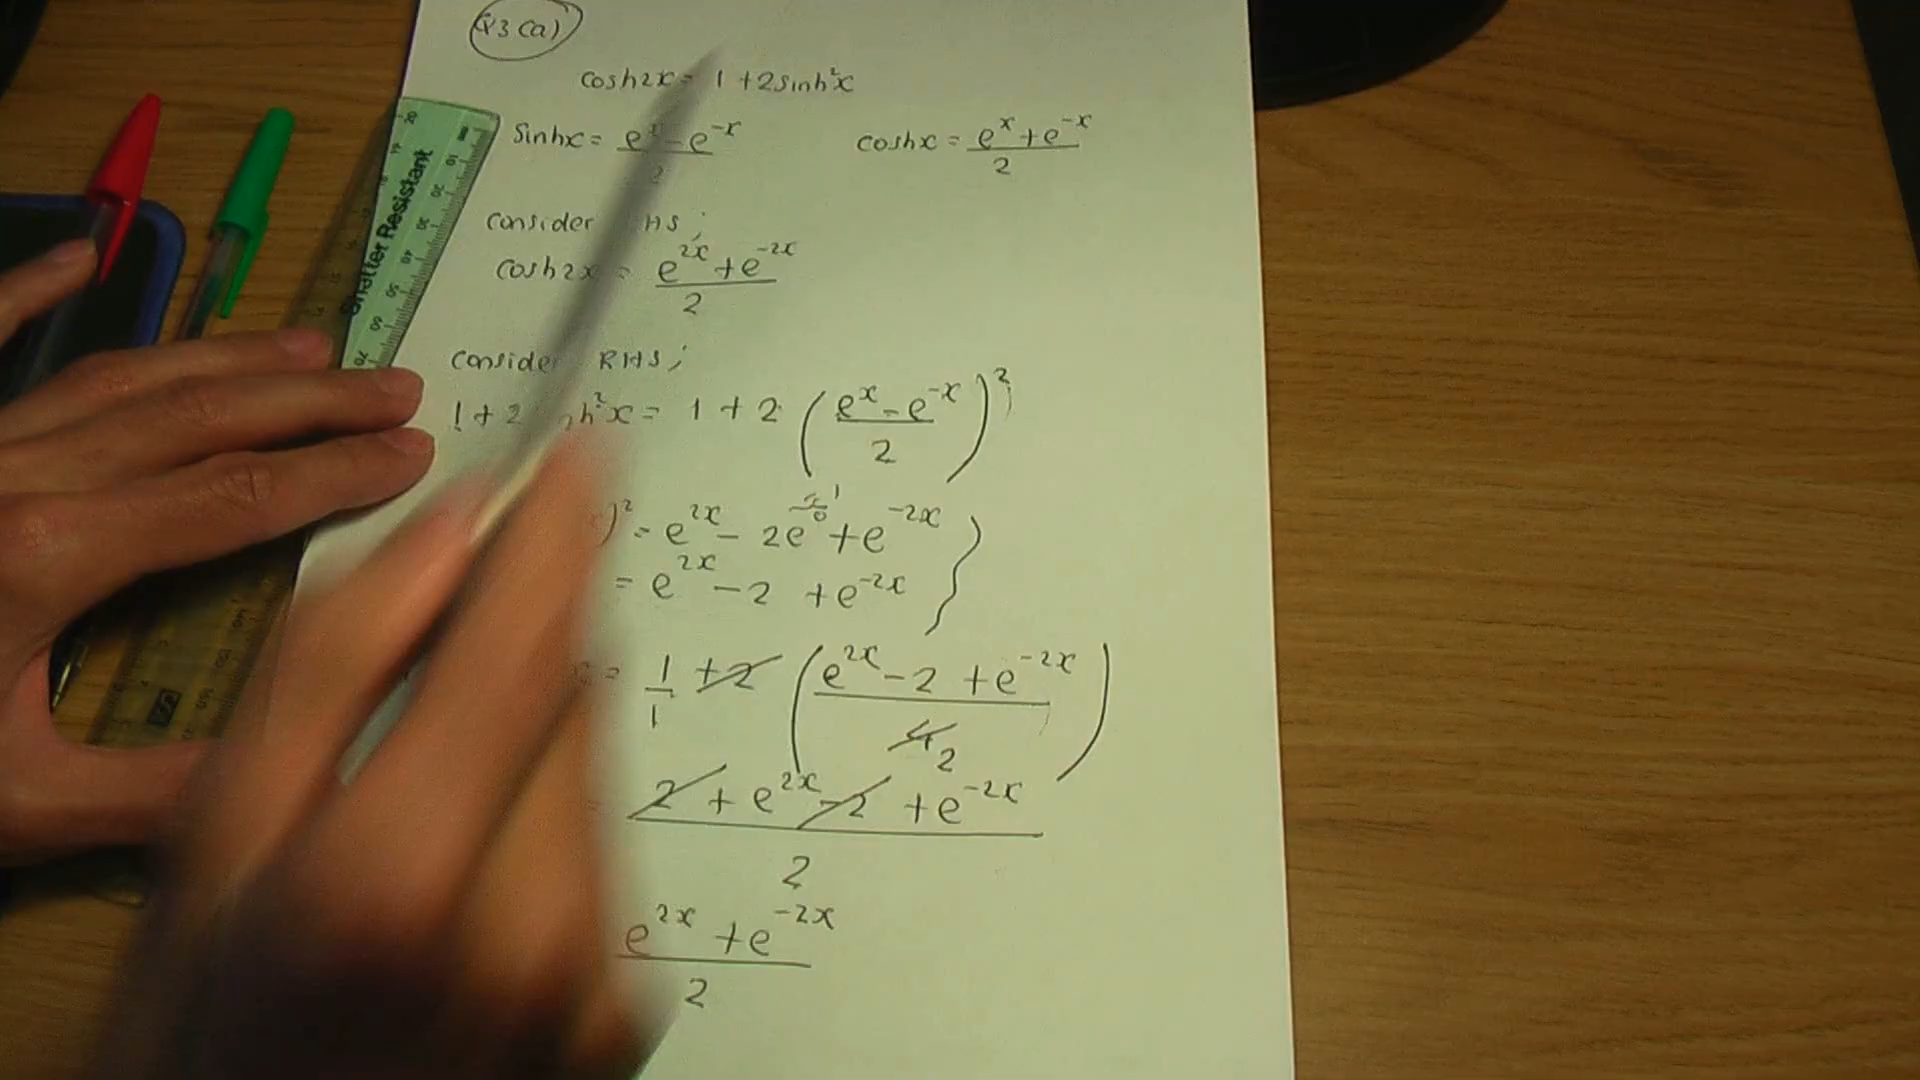 Q3 (a)
cosh2x = 1 + 2sinh²x
sinhx = e^x - e^-x / 2
coshx = e^x + e^-x / 2
consider HS;
cosh2x = e^2x + e^-2x / 2
consider RHS;
1 + 2 h²x = 1 + 2 ( e^x - e^-x / 2 )²
)² = e^2x - 2e^0 + e^-2x
= e^2x - 2 + e^-2x
= 1/1 + 2 ( e^2x - 2 + e^-2x / 4 2 )
= 2 + e^2x - 2 + e^-2x / 2
e^2x + e^-2x / 2
Shatter Resistant